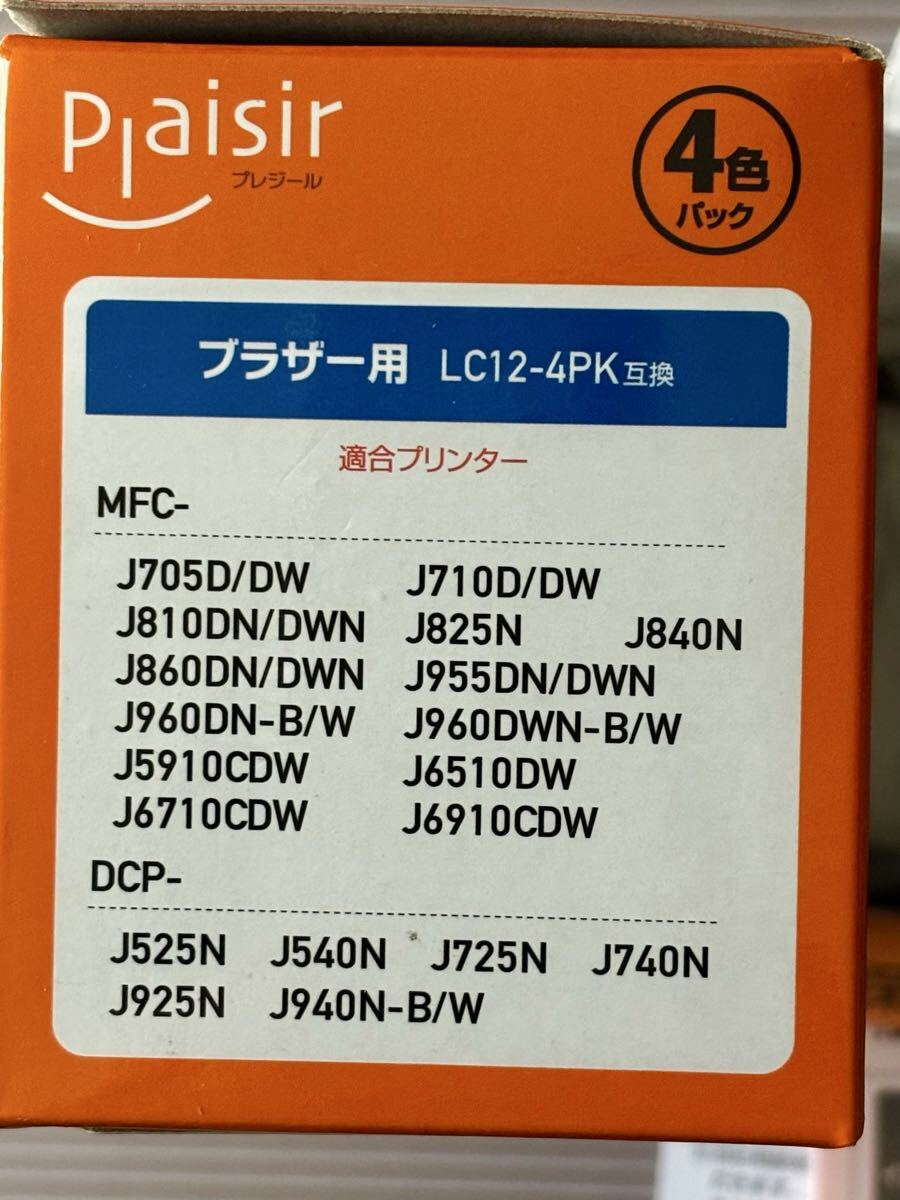 Plaisir
プレジール
4色
パック
ブラザー用 LC12-4PK互換
適合プリンター
MFC-
J705D/DW J710D/DW
J810DN/DWN J825N J840N
J860DN/DWN J955DN/DWN
J960DN-B/W J960DWN-B/W
J5910CDW J6510DW
J6710CDW J6910CDW
DCP-
J525N J540N J725N J740N
J925N J940N-B/W